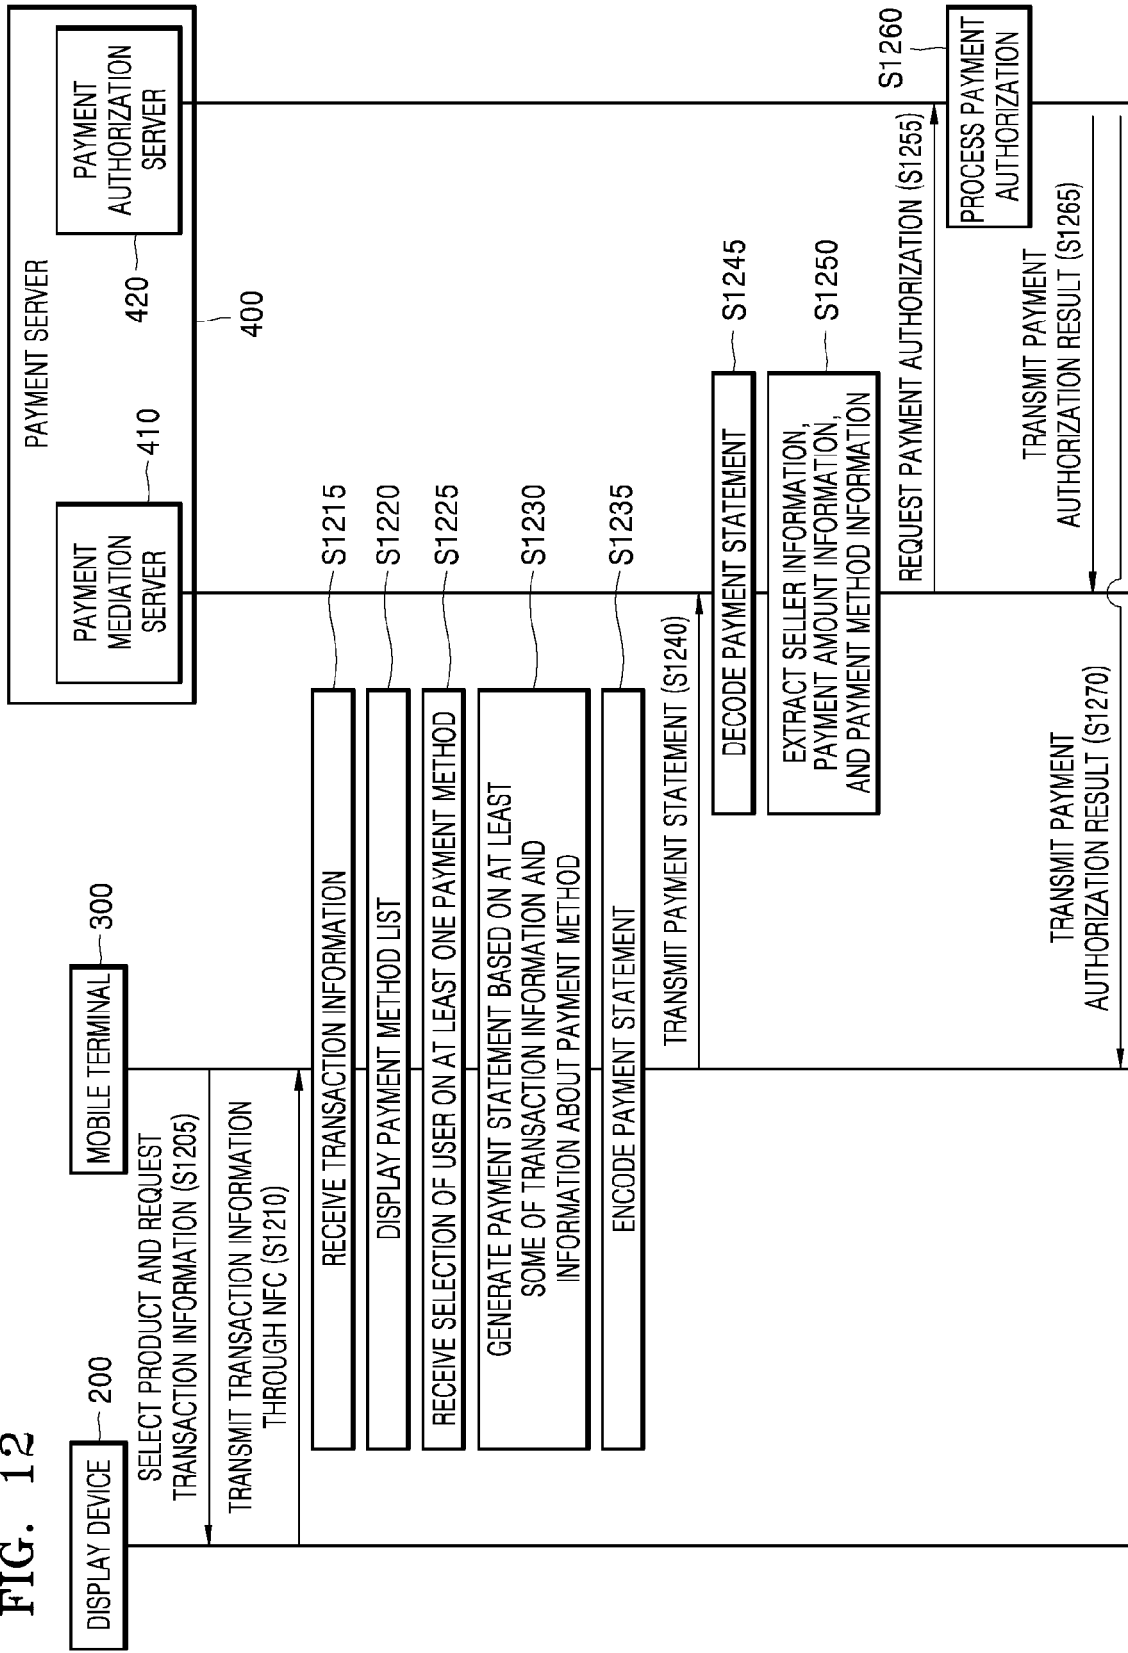 FIG. 12
DISPLAY DEVICE
200
MOBILE TERMINAL
300
PAYMENT SERVER
PAYMENT
MEDIATION
SERVER
410
PAYMENT
AUTHORIZATION
SERVER
420
400
SELECT PRODUCT AND REQUEST
TRANSACTION INFORMATION (S1205)
TRANSMIT TRANSACTION INFORMATION
THROUGH NFC (S1210)
RECEIVE TRANSACTION INFORMATION
S1215
DISPLAY PAYMENT METHOD LIST
S1220
RECEIVE SELECTION OF USER ON AT LEAST ONE PAYMENT METHOD
S1225
GENERATE PAYMENT STATEMENT BASED ON AT LEAST
SOME OF TRANSACTION INFORMATION AND
INFORMATION ABOUT PAYMENT METHOD
S1230
ENCODE PAYMENT STATEMENT
S1235
TRANSMIT PAYMENT STATEMENT (S1240)
DECODE PAYMENT STATEMENT
S1245
EXTRACT SELLER INFORMATION,
PAYMENT AMOUNT INFORMATION,
AND PAYMENT METHOD INFORMATION
S1250
REQUEST PAYMENT AUTHORIZATION (S1255)
PROCESS PAYMENT
AUTHORIZATION
S1260
TRANSMIT PAYMENT
AUTHORIZATION RESULT (S1265)
TRANSMIT PAYMENT
AUTHORIZATION RESULT (S1270)